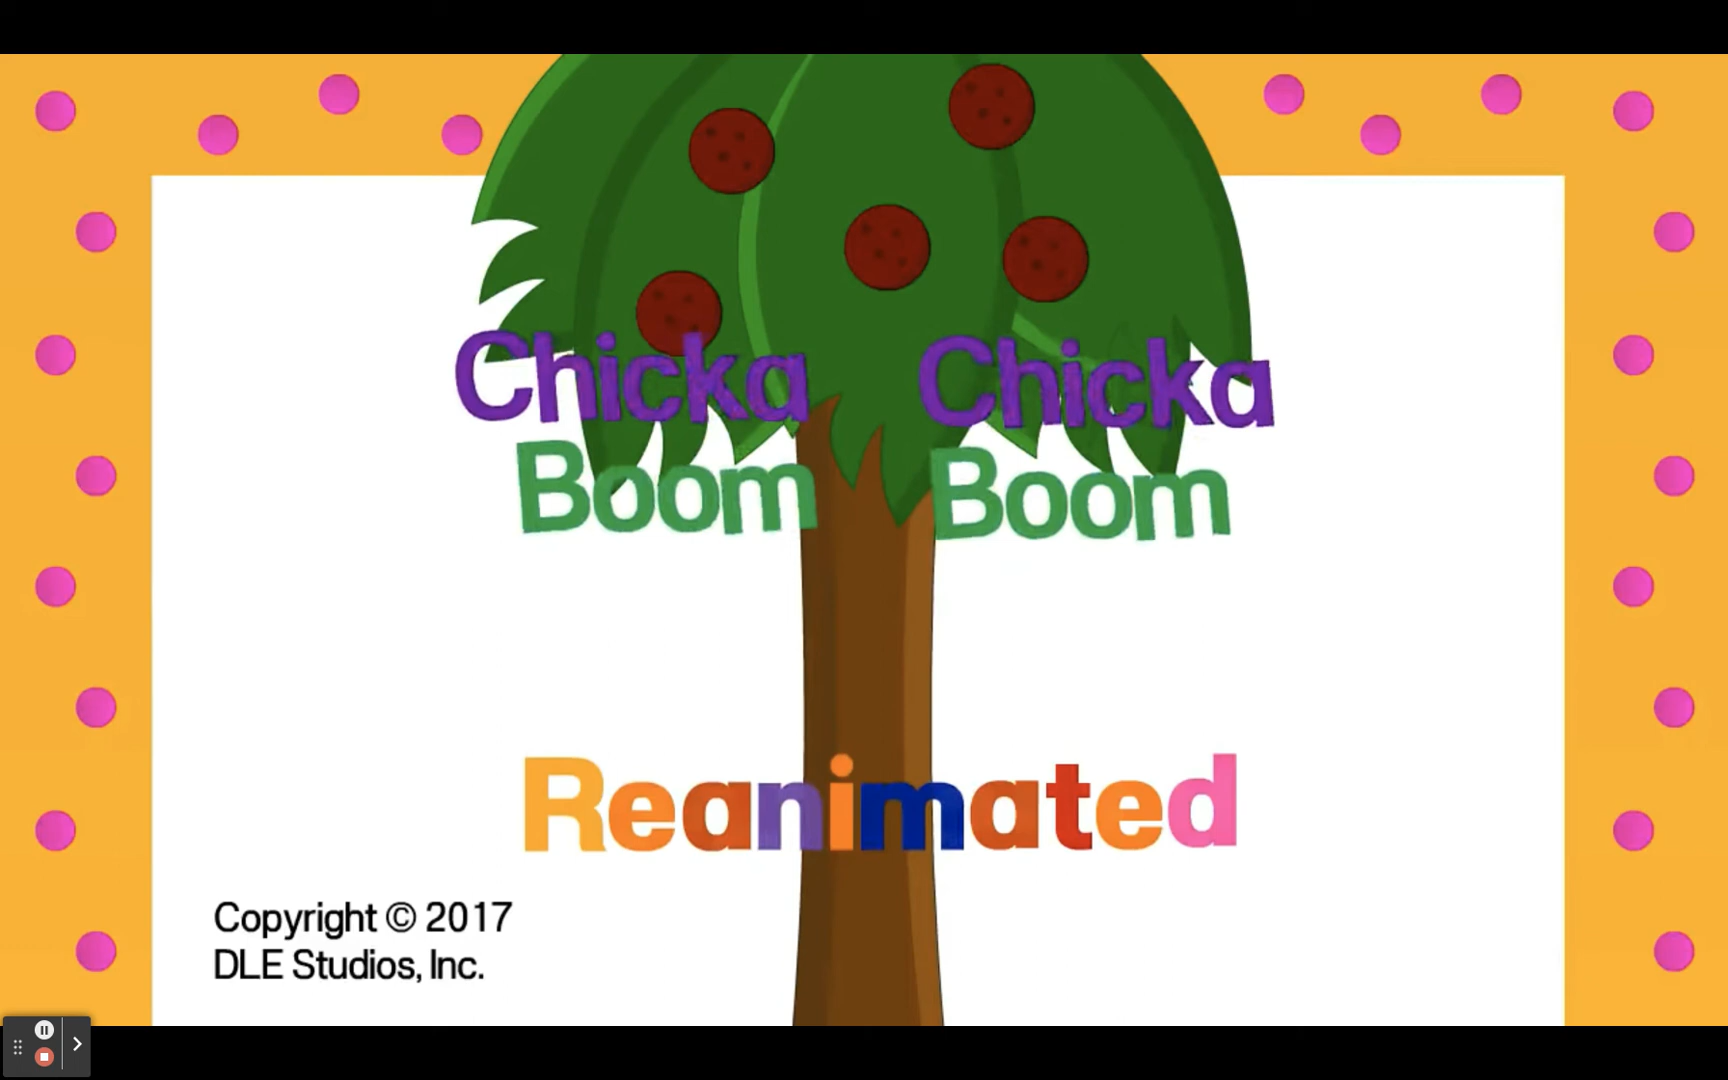 Chicka Chicka
Boom Boom
Reanimated
Copyright © 2017
DLE Studios, Inc.